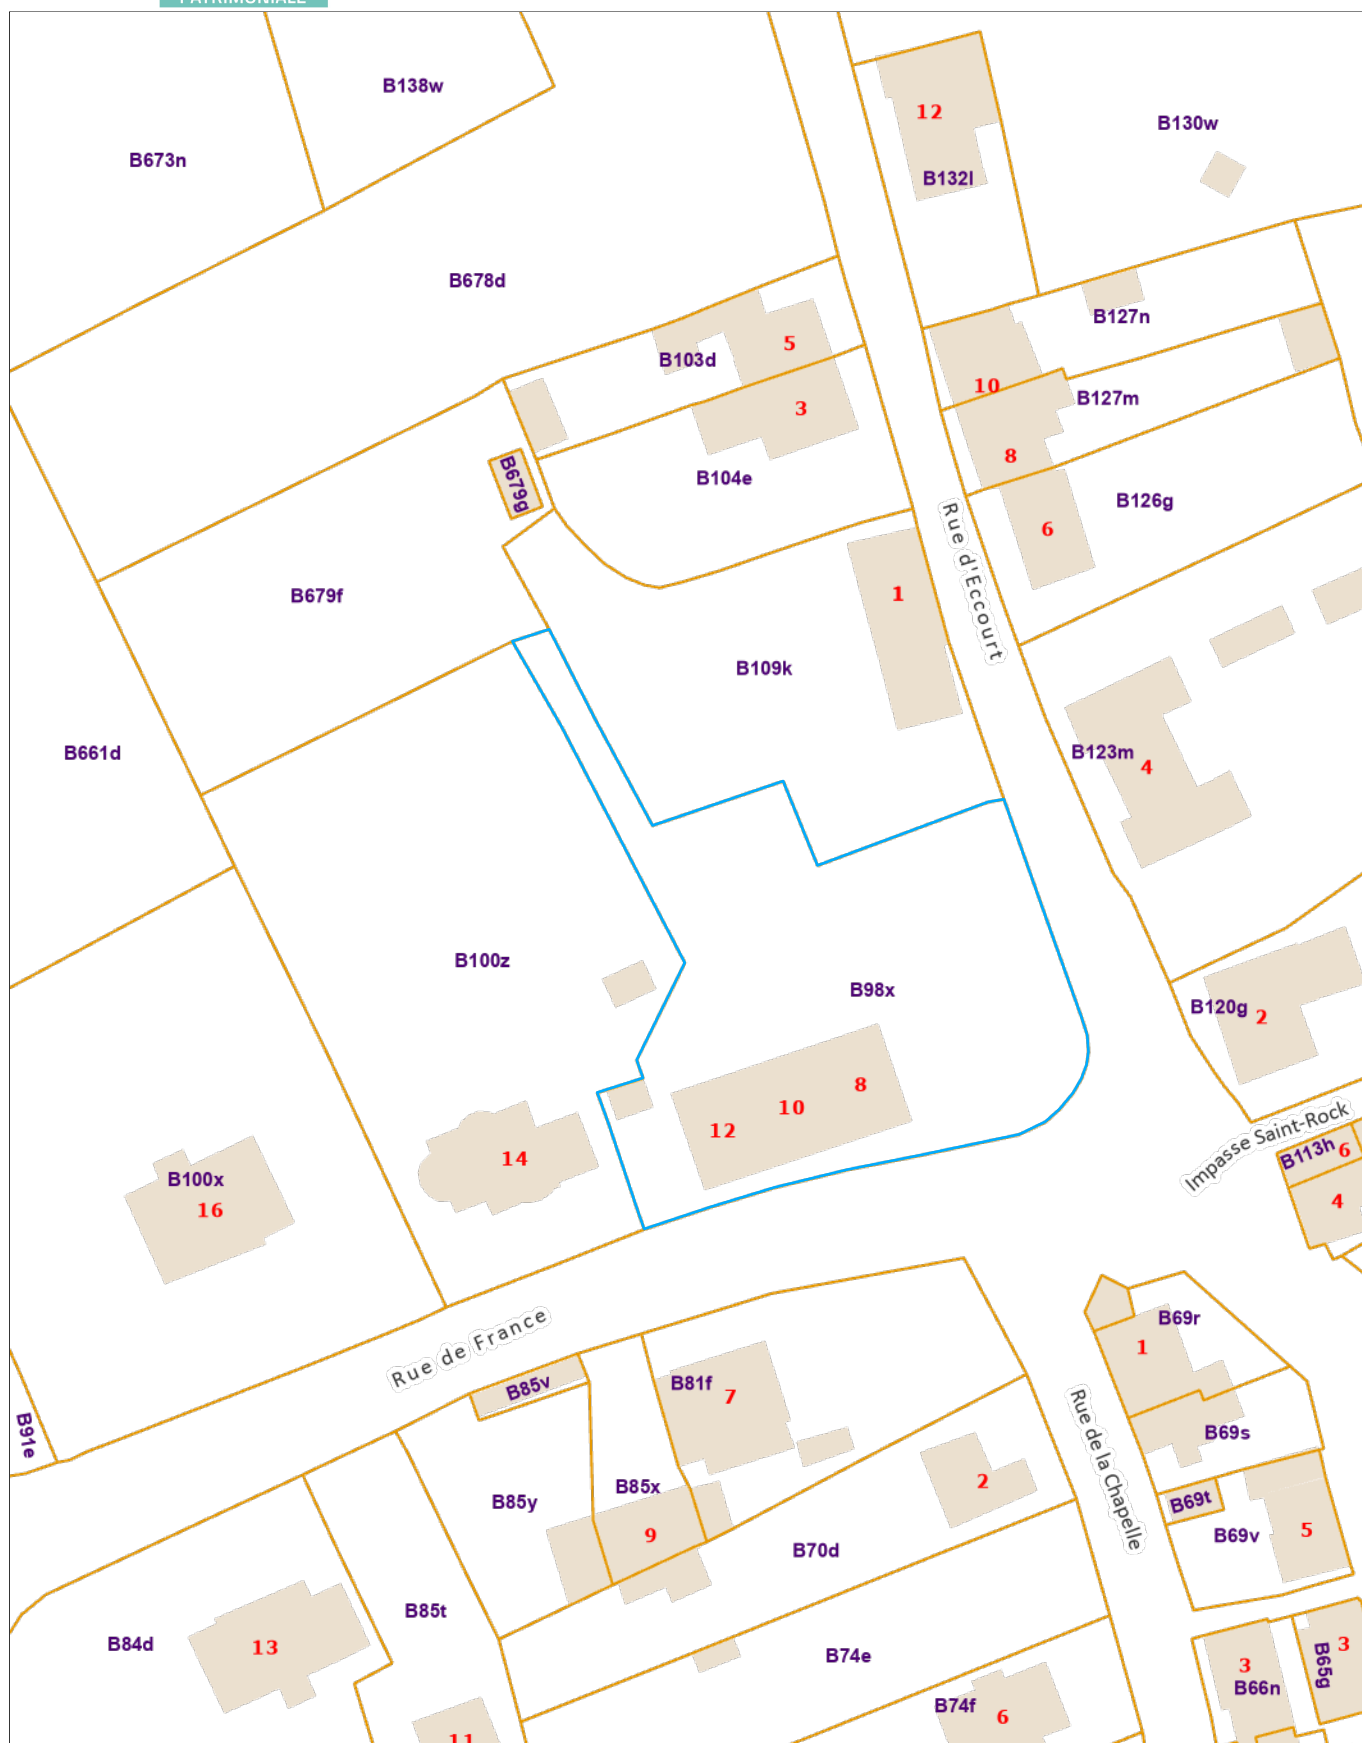 PATRIMONIALE
B138w
12
B130w
B673n
B132l
B678d
B127n
5
B103d
10
B127m
3
8
B679g
B104e
B126g
6
Rue d'Eccourt
B679f
1
B109k
B661d
B123m
4
B100z
B98x
B120g
2
8
10
12
Impasse Saint-Rock
B113h
6
14
B100x
16
4
Rue de France
B69r
1
B85v
B81f
7
B91e
Rue de la Chapelle
B69s
B85x
2
B85y
B69t
9
B69v
5
B70d
B85t
B84d
13
B74e
3
B65g
3
B66n
B74f
6
11